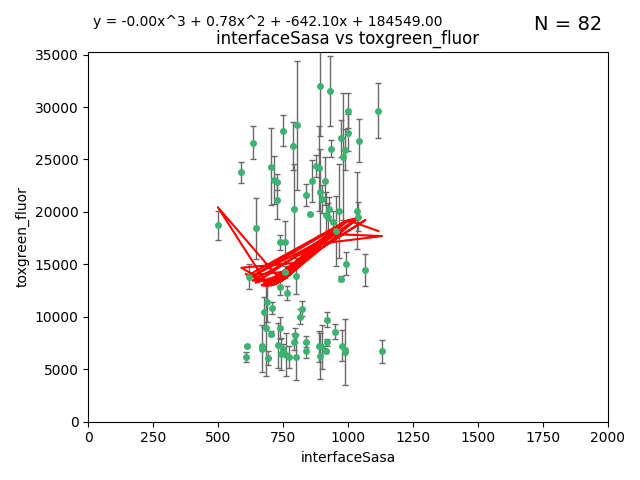 y = -0.00x^3 + 0.78x^2 + -642.10x + 184549.00
N = 82
interfaceSasa vs toxgreen_fluor
35000
30000
25000
20000
15000
10000
5000
0
toxgreen_fluor
0 250 500 750 1000 1250 1500 1750 2000
interfaceSasa